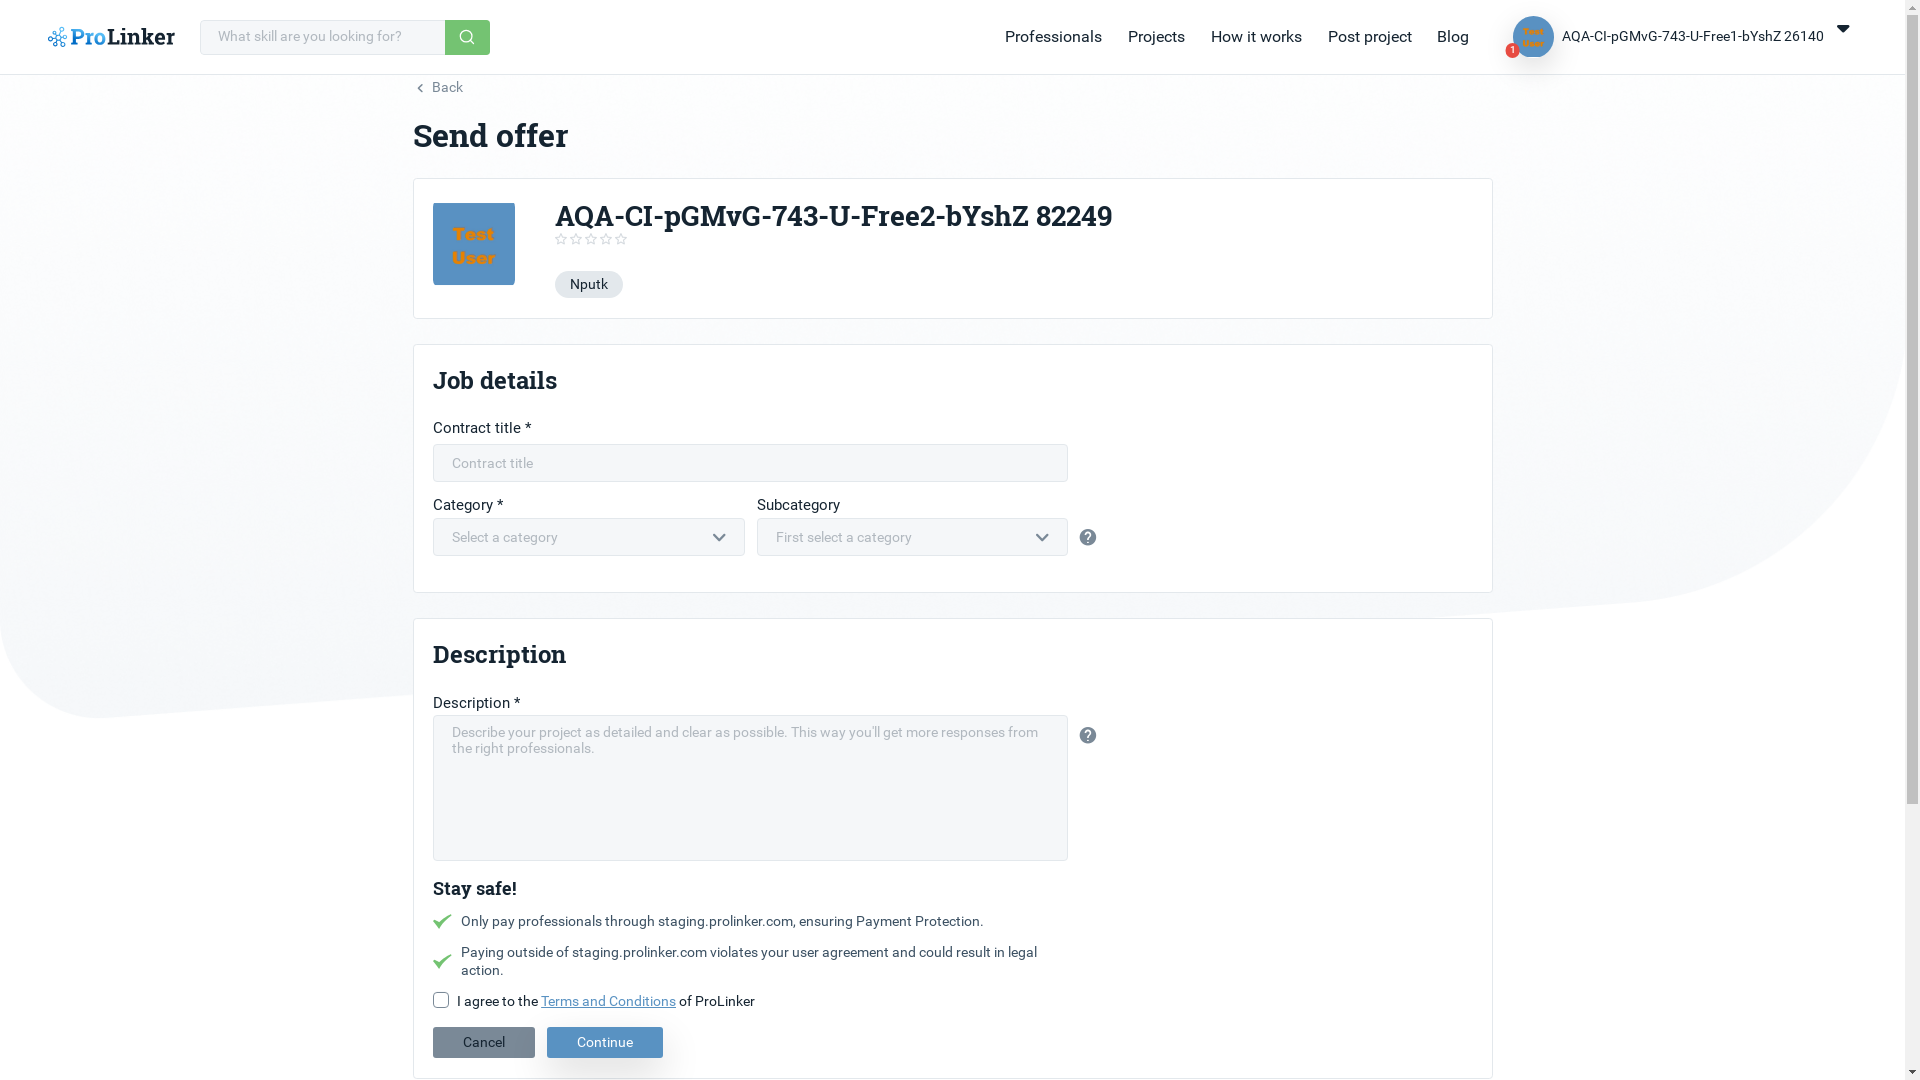 ProLinker
What skill are you looking for?
Professionals
Projects
How it works
Post project
Blog
Test
User
1
AQA-CI-pGMvG-743-U-Free1-bYshZ 26140
Back
Send offer
Test
User
AQA-CI-pGMvG-743-U-Free2-bYshZ 82249
Nputk
Job details
Contract title *
Contract title
Category *
Subcategory
Select a category
First select a category
?
Description
Description *
Describe your project as detailed and clear as possible. This way you'll get more responses from
the right professionals.
?
Stay safe!
Only pay professionals through staging.prolinker.com, ensuring Payment Protection.
Paying outside of staging.prolinker.com violates your user agreement and could result in legal
action.
I agree to the Terms and Conditions of ProLinker
Cancel
Continue